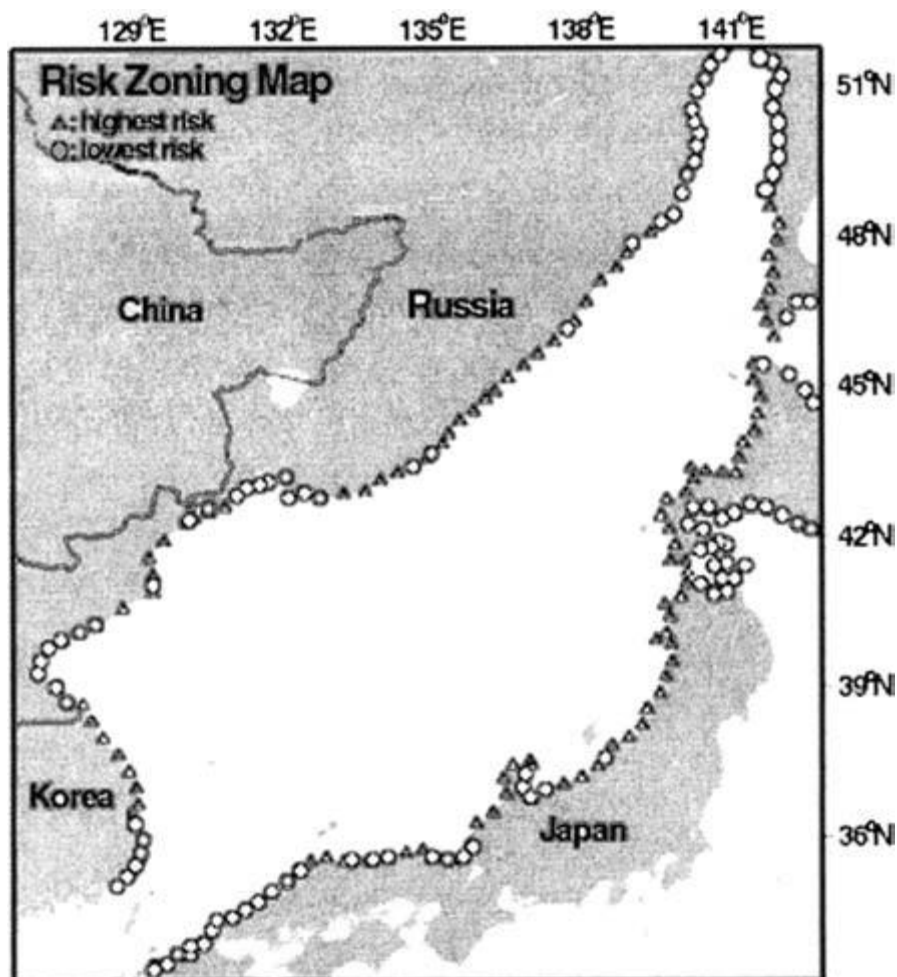 129°E 132°E 135°E 138°E 141°E
Risk Zoning Map
△: highest risk
○: lowest risk
51°N
48°N
China
Russia
45°N
42°N
39°N
Korea
Japan
36°N